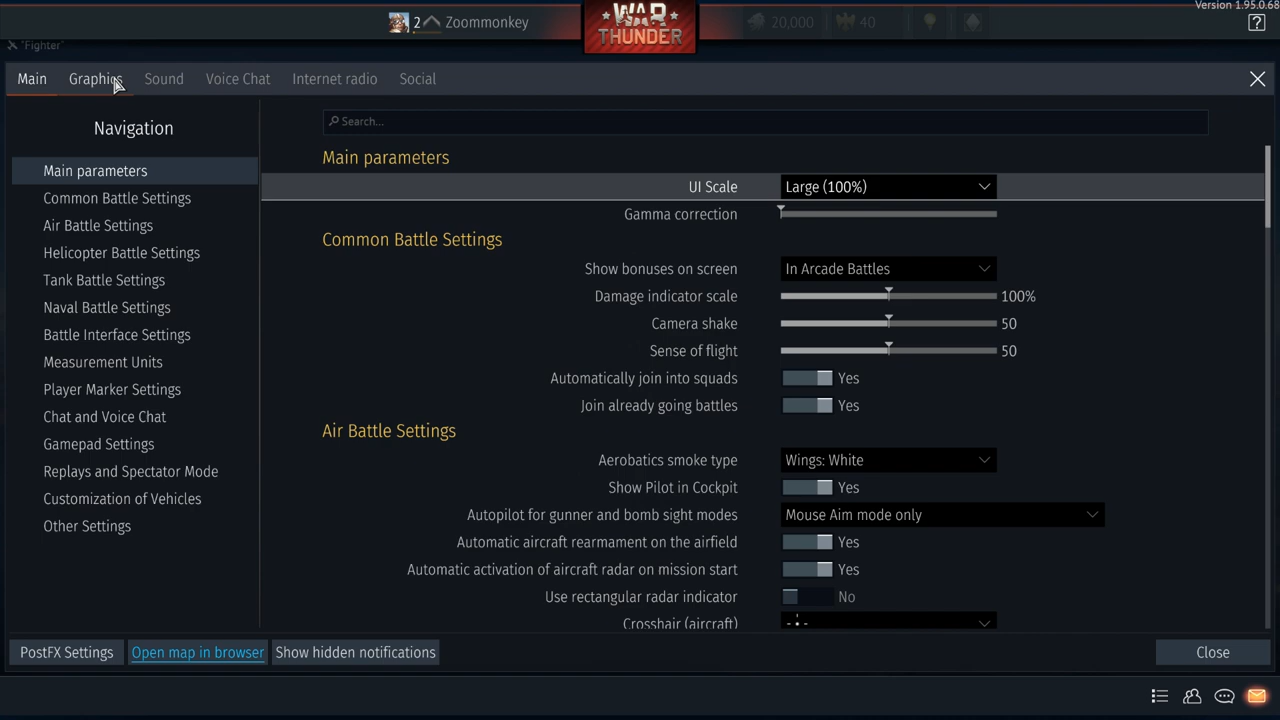 Version 1.95.0.68
2 Zoommonkey
WAR THUNDER
20,000
40
"Fighter"
Main Graphics Sound Voice Chat Internet radio Social
Navigation
Main parameters
Common Battle Settings
Air Battle Settings
Helicopter Battle Settings
Tank Battle Settings
Naval Battle Settings
Battle Interface Settings
Measurement Units
Player Marker Settings
Chat and Voice Chat
Gamepad Settings
Replays and Spectator Mode
Customization of Vehicles
Other Settings
Search...
Main parameters
UI Scale Large (100%)
Gamma correction
Common Battle Settings
Show bonuses on screen In Arcade Battles
Damage indicator scale 100%
Camera shake 50
Sense of flight 50
Automatically join into squads Yes
Join already going battles Yes
Air Battle Settings
Aerobatics smoke type Wings: White
Show Pilot in Cockpit Yes
Autopilot for gunner and bomb sight modes Mouse Aim mode only
Automatic aircraft rearmament on the airfield Yes
Automatic activation of aircraft radar on mission start Yes
Use rectangular radar indicator No
Crosshair (aircraft)
PostFX Settings Open map in browser Show hidden notifications Close